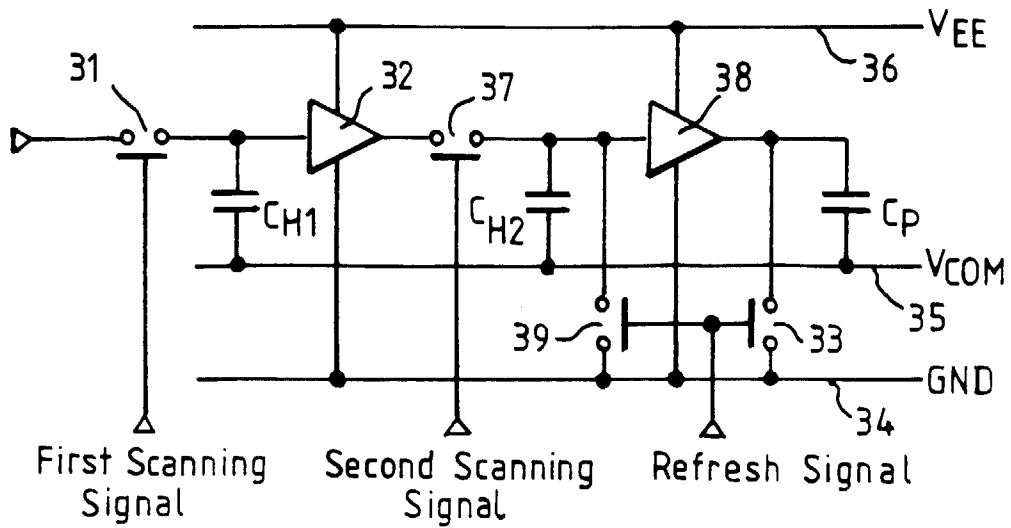 V_EE
36
31
32
37
38
C_H1
C_H2
C_P
V_COM
35
39
33
GND
34
First Scanning
Signal
Second Scanning
Signal
Refresh Signal